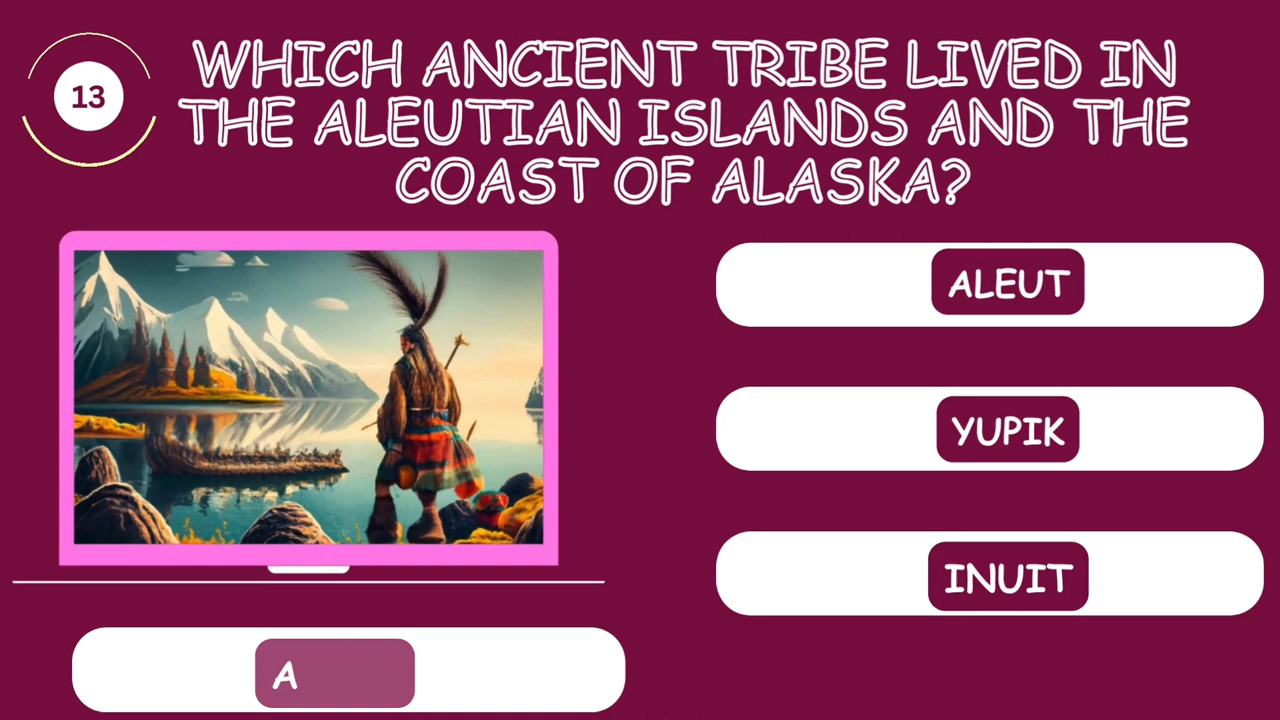 13
WHICH ANCIENT TRIBE LIVED IN
THE ALEUTIAN ISLANDS AND THE
COAST OF ALASKA?
ALEUT
YUPIK
INUIT
A